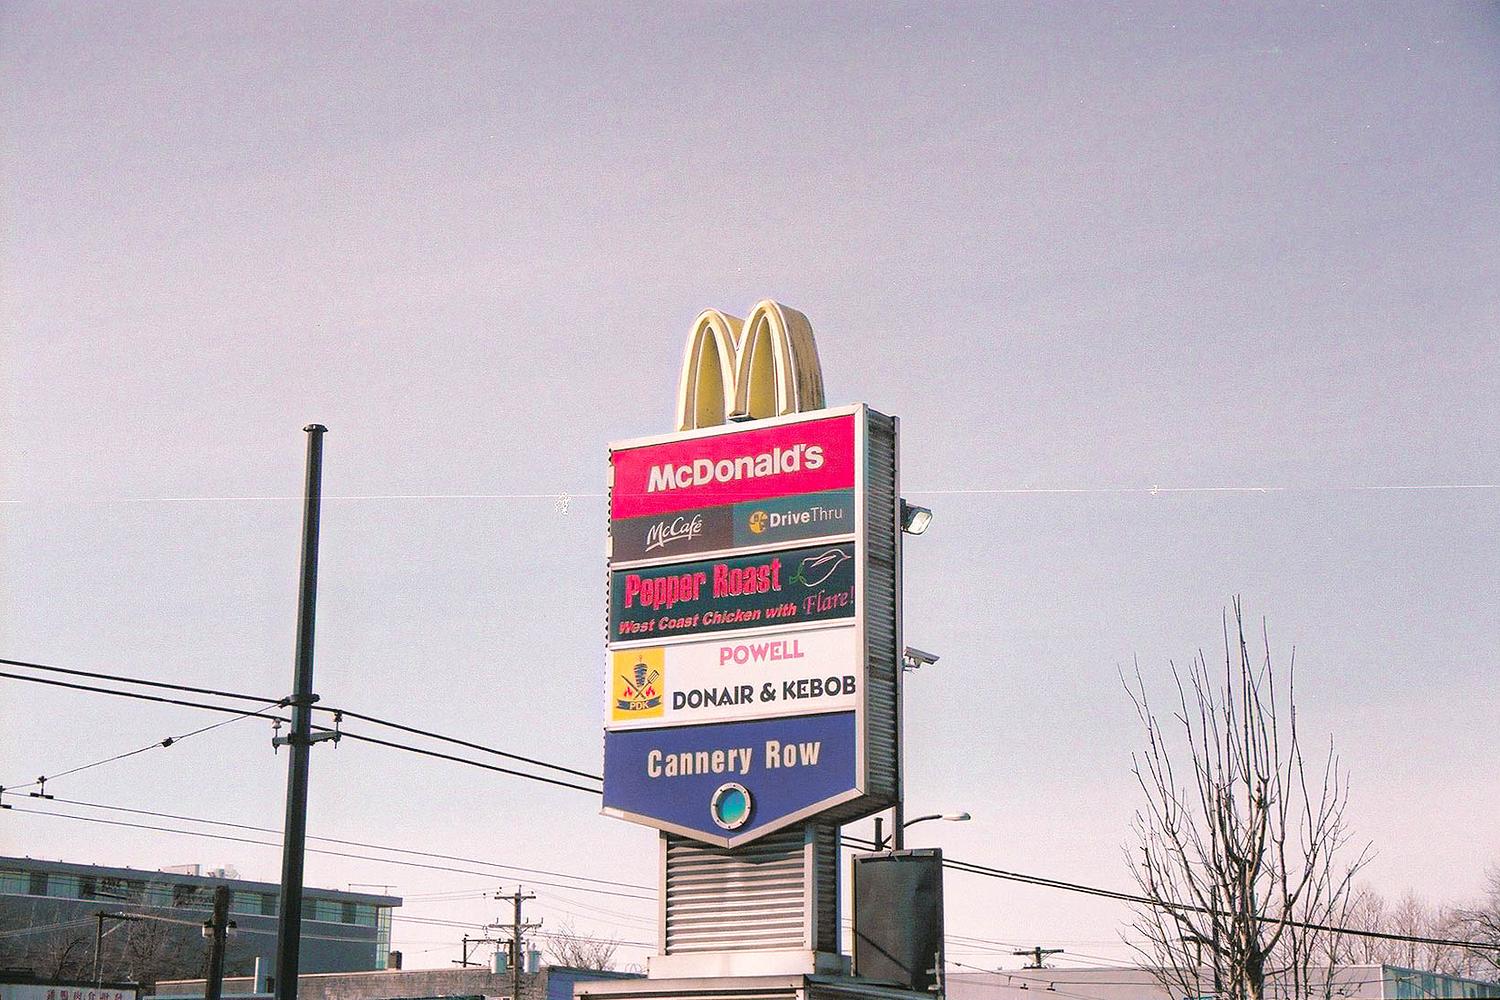 McDonald's
McCafé
DriveThru
Pepper Roast
West Coast Chicken with Flare!
POWELL
DONAIR & KEBOB
PDK
Cannery Row